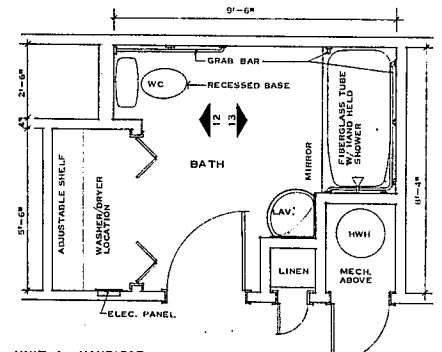 9'-6"
GRAB BAR
WC
RECESSED BASE
2'-6"
4"
5'-6"
12
13
BATH
MIRROR
FIBERGLASS TUBE
W/ HAND HELD
SHOWER
8'-4"
ADJUSTABLE SHELF
WASHER/DRYER
LOCATION
LAV.
HWH
LINEN
MECH.
ABOVE
ELEC. PANEL